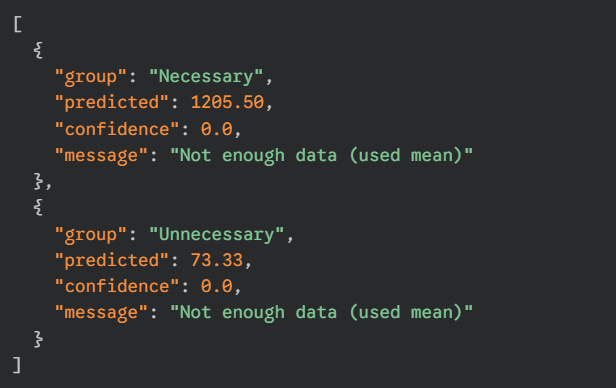 [
  {
    "group": "Necessary",
    "predicted": 1205.50,
    "confidence": 0.0,
    "message": "Not enough data (used mean)"
  },
  {
    "group": "Unnecessary",
    "predicted": 73.33,
    "confidence": 0.0,
    "message": "Not enough data (used mean)"
  }
]